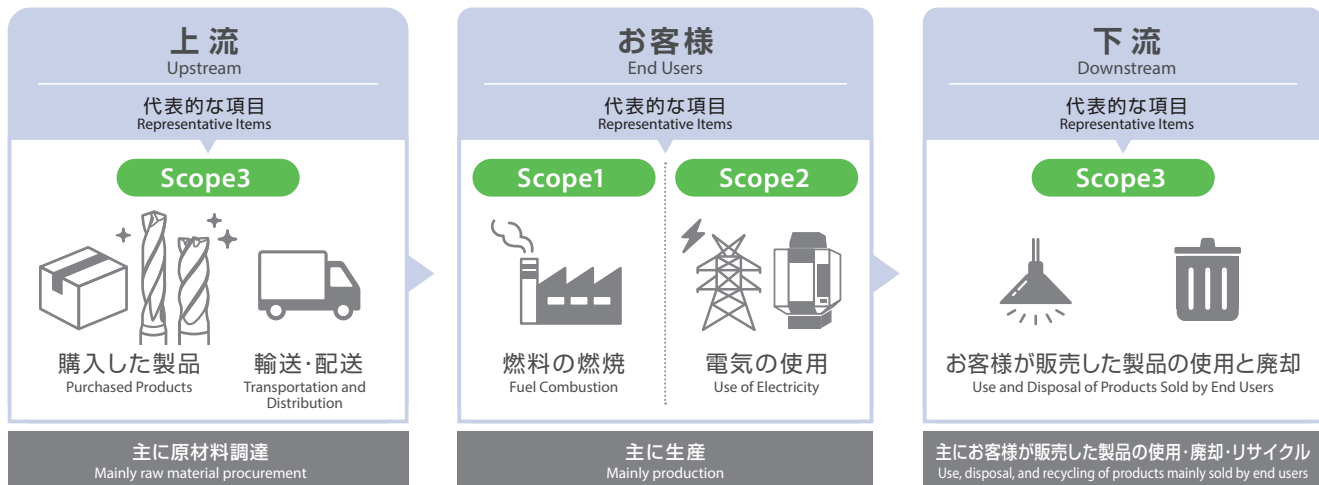 上流
Upstream
代表的な項目
Representative Items
Scope3
購入した製品
Purchased Products
輸送・配送
Transportation and
Distribution
主に原材料調達
Mainly raw material procurement
お客様
End Users
代表的な項目
Representative Items
Scope1
燃料の燃焼
Fuel Combustion
Scope2
電気の使用
Use of Electricity
主に生産
Mainly production
下流
Downstream
代表的な項目
Representative Items
Scope3
お客様が販売した製品の使用と廃却
Use and Disposal of Products Sold by End Users
主にお客様が販売した製品の使用・廃却・リサイクル
Use, disposal, and recycling of products mainly sold by end users